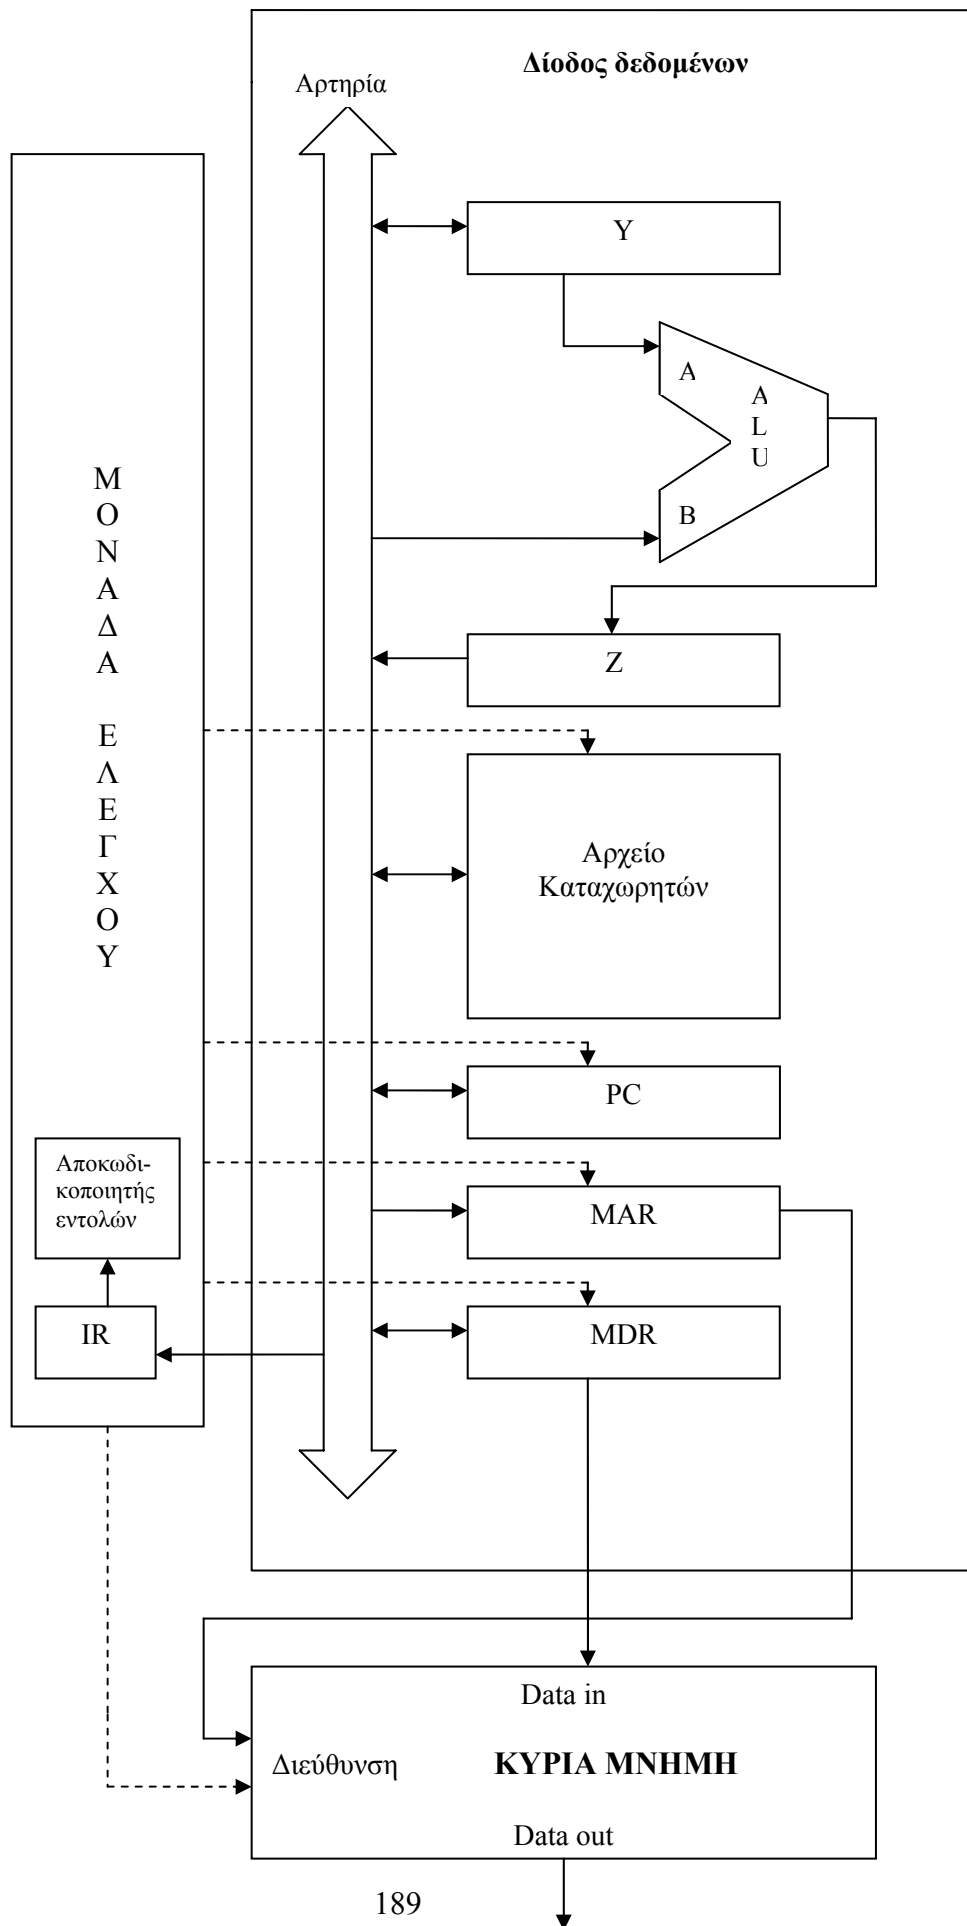 Δίοδος δεδομένων
Αρτηρία
Y
A
A
L
U
B
Z
Μ
Ο
Ν
Α
Δ
Α
Ε
Λ
Ε
Γ
Χ
Ο
Υ
Αρχείο
Καταχωρητών
PC
Αποκωδι-
κοποιητής
εντολών
MAR
IR
MDR
Data in
Διεύθυνση
ΚΥΡΙΑ ΜΝΗΜΗ
Data out
189